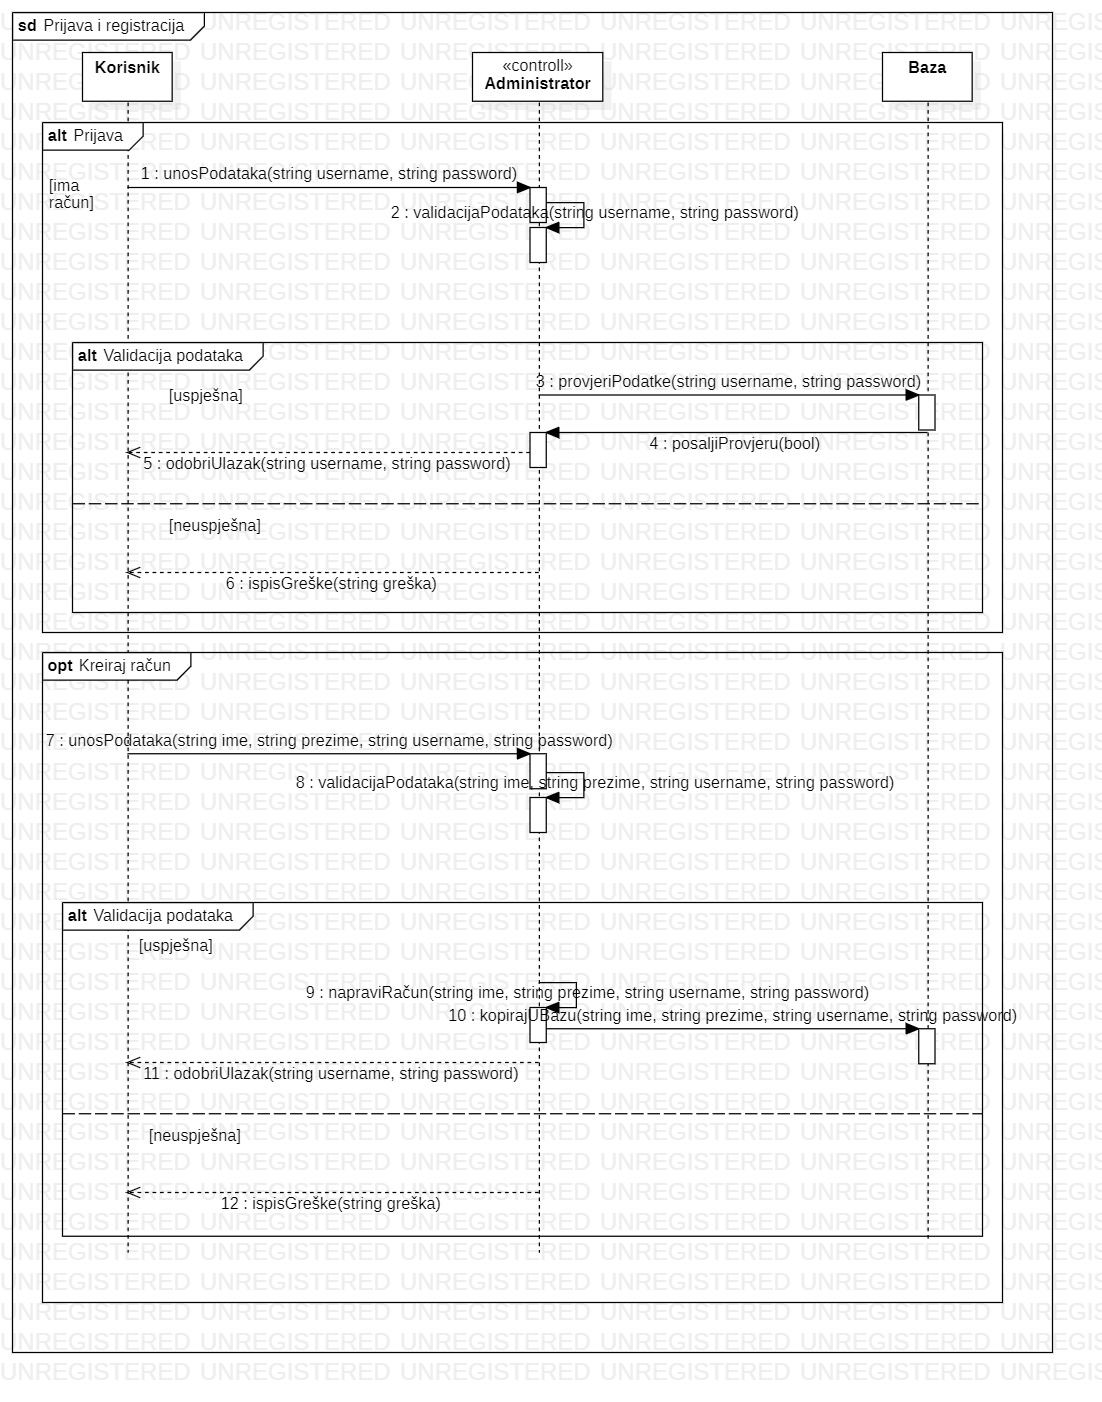 sd Prijava i registracija
Korisnik
«controll»
Administrator
Baza
alt Prijava
[ima
račun]
1 : unosPodataka(string username, string password)
2 : validacijaPodataka(string username, string password)
alt Validacija podataka
[uspješna]
3 : provjeriPodatke(string username, string password)
4 : posaljiProvjeru(bool)
5 : odobriUlazak(string username, string password)
[neuspješna]
6 : ispisGreške(string greška)
opt Kreiraj račun
7 : unosPodataka(string ime, string prezime, string username, string password)
8 : validacijaPodataka(string ime, string prezime, string username, string password)
alt Validacija podataka
[uspješna]
9 : napraviRačun(string ime, string prezime, string username, string password)
10 : kopirajUBazu(string ime, string prezime, string username, string password)
11 : odobriUlazak(string username, string password)
[neuspješna]
12 : ispisGreške(string greška)
UNREGISTERED